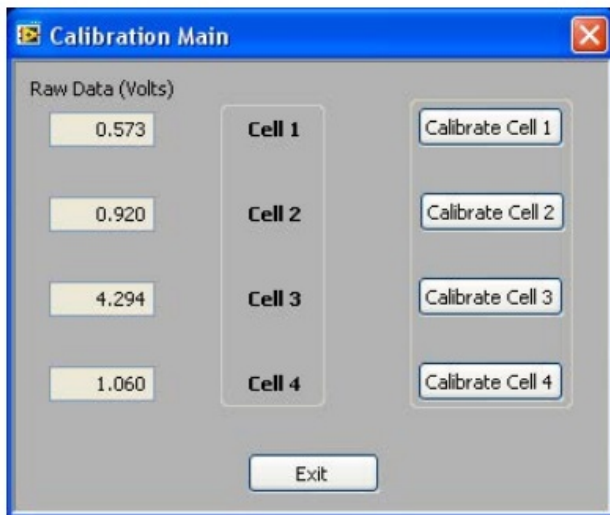 Calibration Main
Raw Data (Volts)
0.573 Cell 1 Calibrate Cell 1
0.920 Cell 2 Calibrate Cell 2
4.294 Cell 3 Calibrate Cell 3
1.060 Cell 4 Calibrate Cell 4
Exit